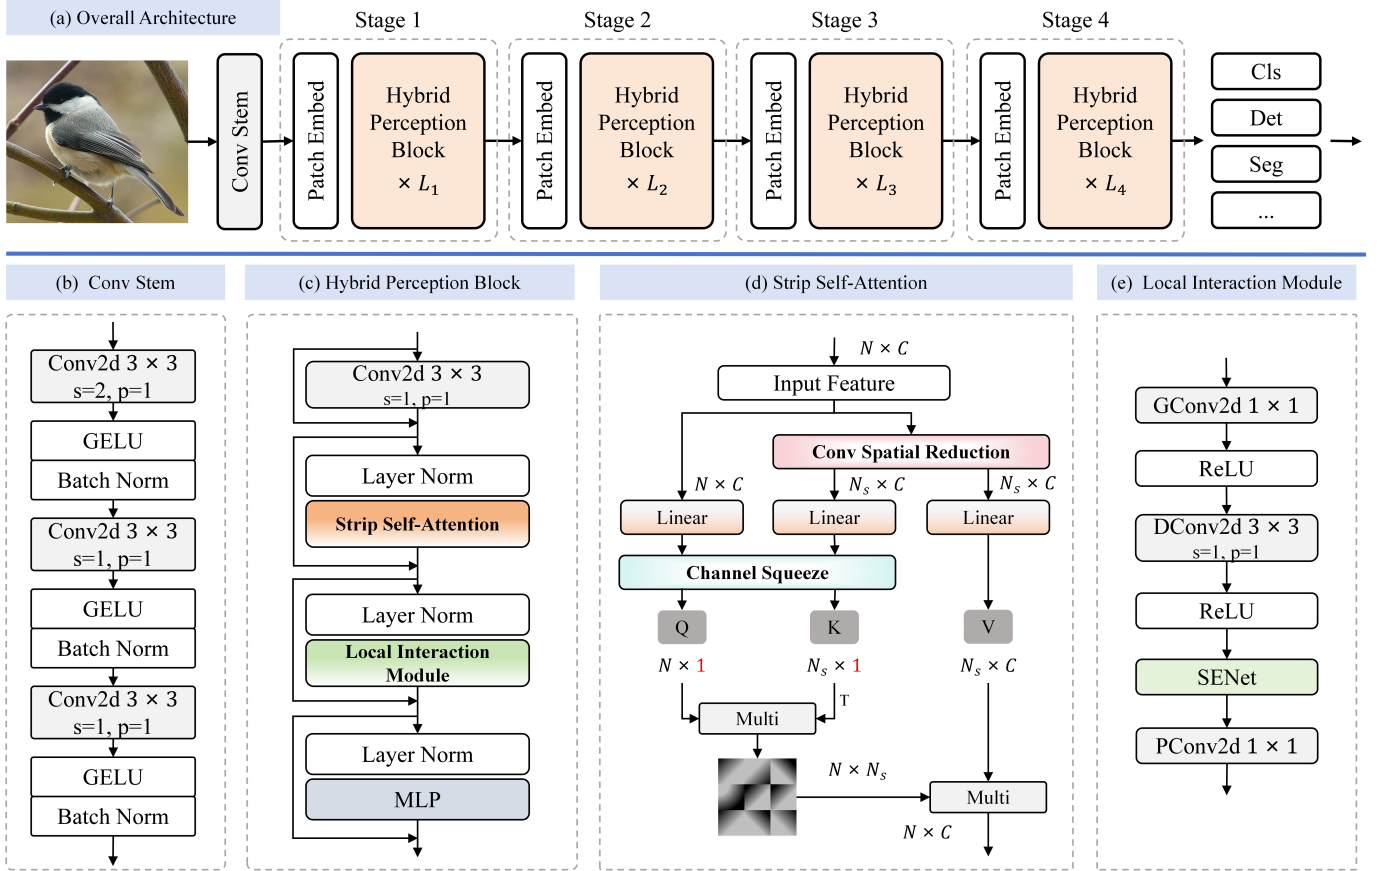 (a) Overall Architecture
Stage 1
Stage 2
Stage 3
Stage 4
Conv Stem
Patch Embed
Hybrid
Perception
Block
× L₁
Patch Embed
Hybrid
Perception
Block
× L₂
Patch Embed
Hybrid
Perception
Block
× L₃
Patch Embed
Hybrid
Perception
Block
× L₄
Cls
Det
Seg
...
(b) Conv Stem
Conv2d 3 × 3
s=2, p=1
GELU
Batch Norm
Conv2d 3 × 3
s=1, p=1
GELU
Batch Norm
Conv2d 3 × 3
s=1, p=1
GELU
Batch Norm
(c) Hybrid Perception Block
Conv2d 3 × 3
s=1, p=1
Layer Norm
Strip Self-Attention
Layer Norm
Local Interaction
Module
Layer Norm
MLP
(d) Strip Self-Attention
N × C
Input Feature
Conv Spatial Reduction
N × C
Nₛ × C
Nₛ × C
Linear
Linear
Linear
Channel Squeeze
Q
K
V
N × 1
Nₛ × 1
Nₛ × C
T
Multi
N × Nₛ
Multi
N × C
(e) Local Interaction Module
GConv2d 1 × 1
ReLU
DConv2d 3 × 3
s=1, p=1
ReLU
SENet
PConv2d 1 × 1